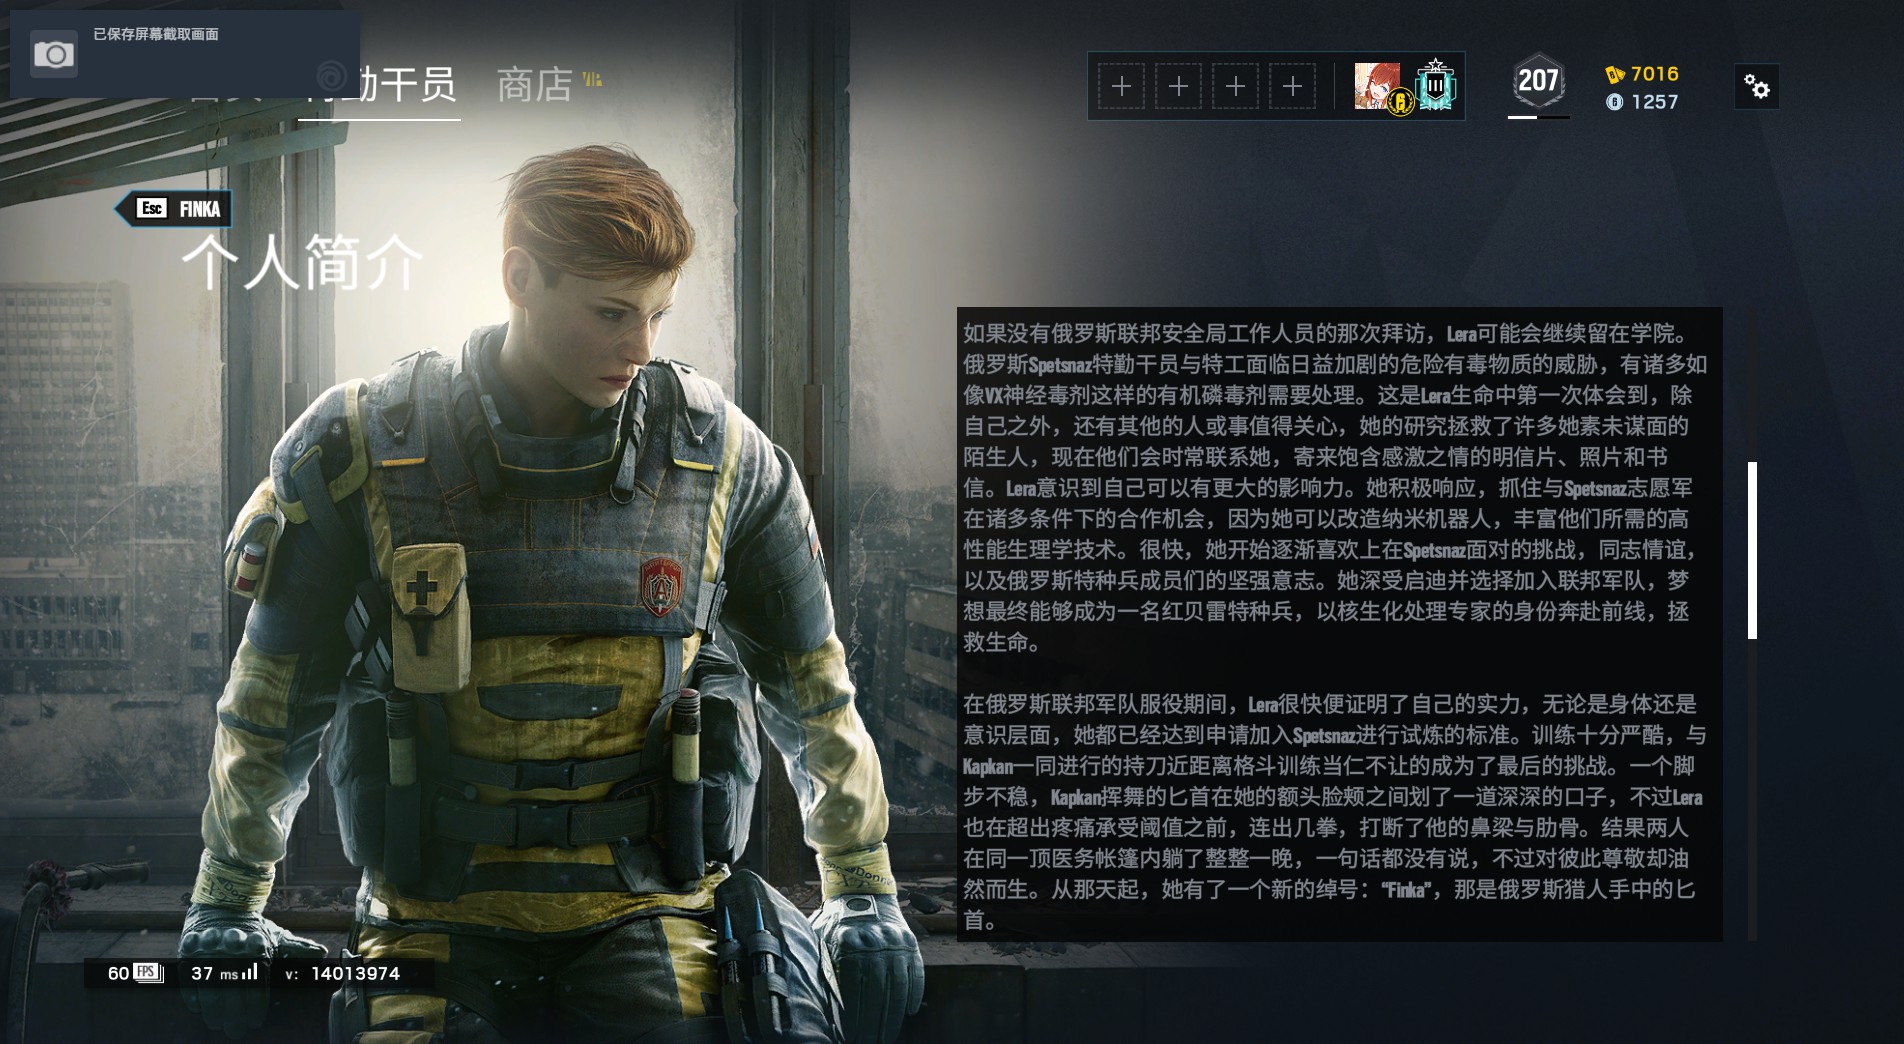 已保存屏幕截取画面
行动干员
商店
207
7016
1257
Esc FINKA
个人简介
如果没有俄罗斯联邦安全局工作人员的那次拜访，Lera可能会继续留在学院。
俄罗斯Spetsnaz特勤干员与特工面临日益加剧的危险有毒物质的威胁，有诸多如
像VX神经毒剂这样的有机磷毒剂需要处理。这是Lera生命中第一次体会到，除
自己之外，还有其他的人或事值得关心，她的研究拯救了许多她素未谋面的
陌生人，现在他们会时常联系她，寄来饱含感激之情的明信片、照片和书
信。Lera意识到自己可以有更大的影响力。她积极响应，抓住与Spetsnaz志愿军
在诸多条件下的合作机会，因为她可以改造纳米机器人，丰富他们所需的高
性能生理学技术。很快，她开始逐渐喜欢上在Spetsnaz面对的挑战，同志情谊，
以及俄罗斯特种兵成员们的坚强意志。她深受启迪并选择加入联邦军队，梦
想最终能够成为一名红贝雷特种兵，以核生化处理专家的身份奔赴前线，拯
救生命。
在俄罗斯联邦军队服役期间，Lera很快便证明了自己的实力，无论是身体还是
意识层面，她都已经达到申请加入Spetsnaz进行试炼的标准。训练十分严酷，与
Kapkan一同进行的持刀近距离格斗训练当仁不让的成为了最后的挑战。一个脚
步不稳，Kapkan挥舞的匕首在她的额头脸颊之间划了一道深深的口子，不过Lera
也在超出疼痛承受阈值之前，连出几拳，打断了他的鼻梁与肋骨。结果两人
在同一顶医务帐篷内躺了整整一晚，一句话都没有说，不过对彼此尊敬却油
然而生。从那天起，她有了一个新的绰号：“Finka”，那是俄罗斯猎人手中的匕
首。
60 FPS 37 ms v: 14013974